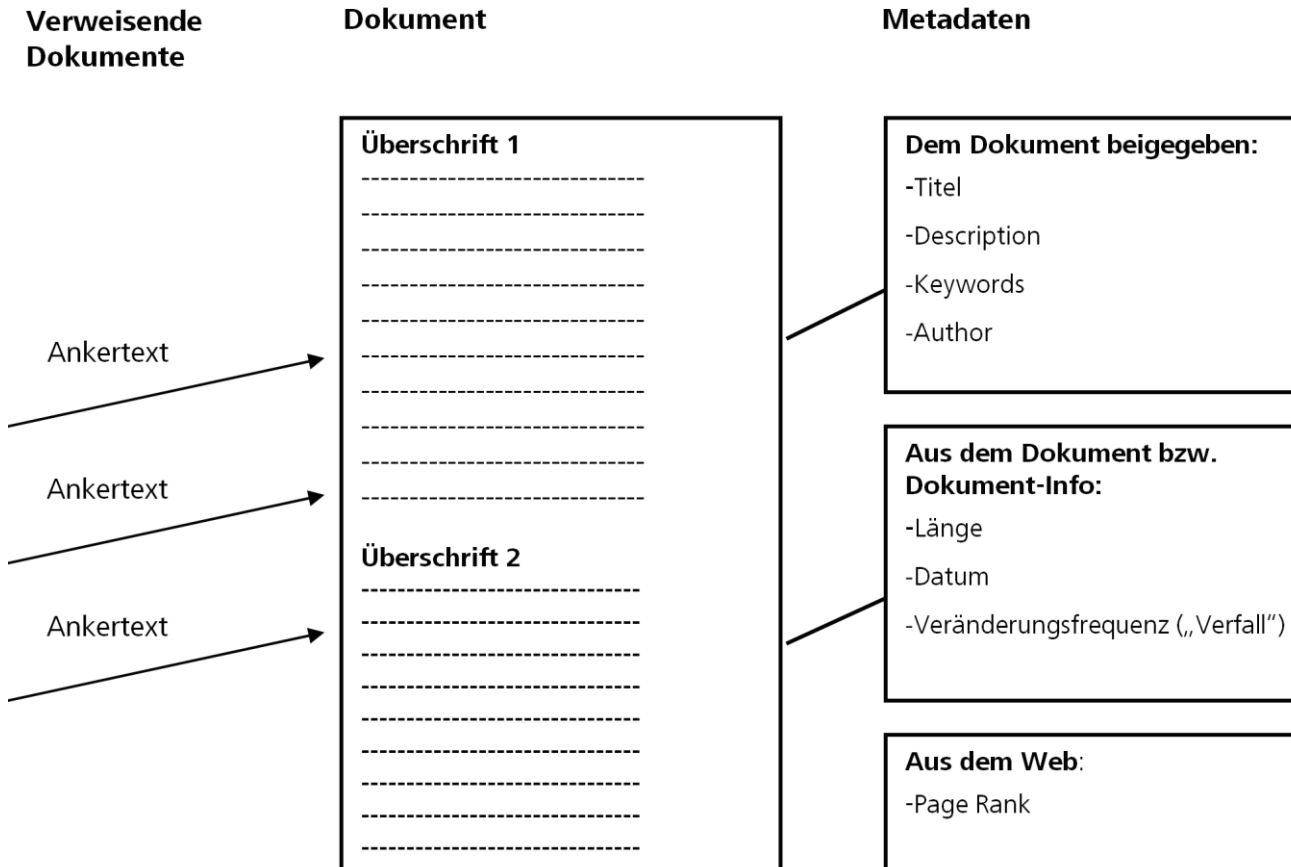 Verweisende
Dokumente
Dokument
Metadaten
Ankertext
Ankertext
Ankertext
Überschrift 1
Überschrift 2
Dem Dokument beigegeben:
-Titel
-Description
-Keywords
-Author
Aus dem Dokument bzw.
Dokument-Info:
-Länge
-Datum
-Veränderungsfrequenz („Verfall“)
Aus dem Web:
-Page Rank